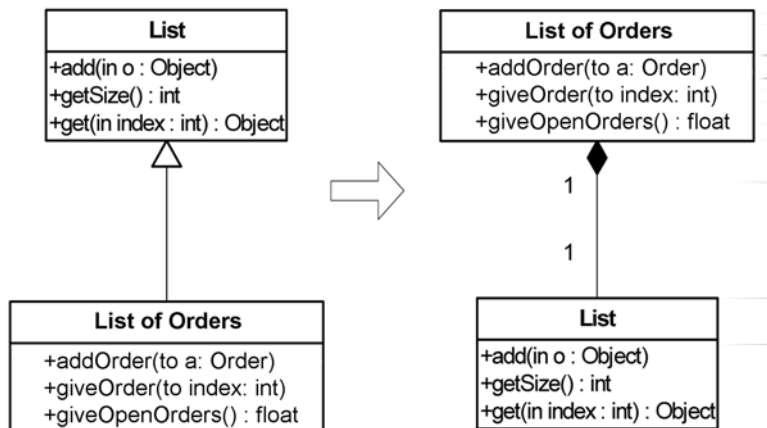 List
+add(in o : Object)
+getSize() : int
+get(in index : int) : Object
List of Orders
+addOrder(to a: Order)
+giveOrder(to index: int)
+giveOpenOrders() : float
List of Orders
+addOrder(to a: Order)
+giveOrder(to index: int)
+giveOpenOrders() : float
1
1
List
+add(in o : Object)
+getSize() : int
+get(in index : int) : Object